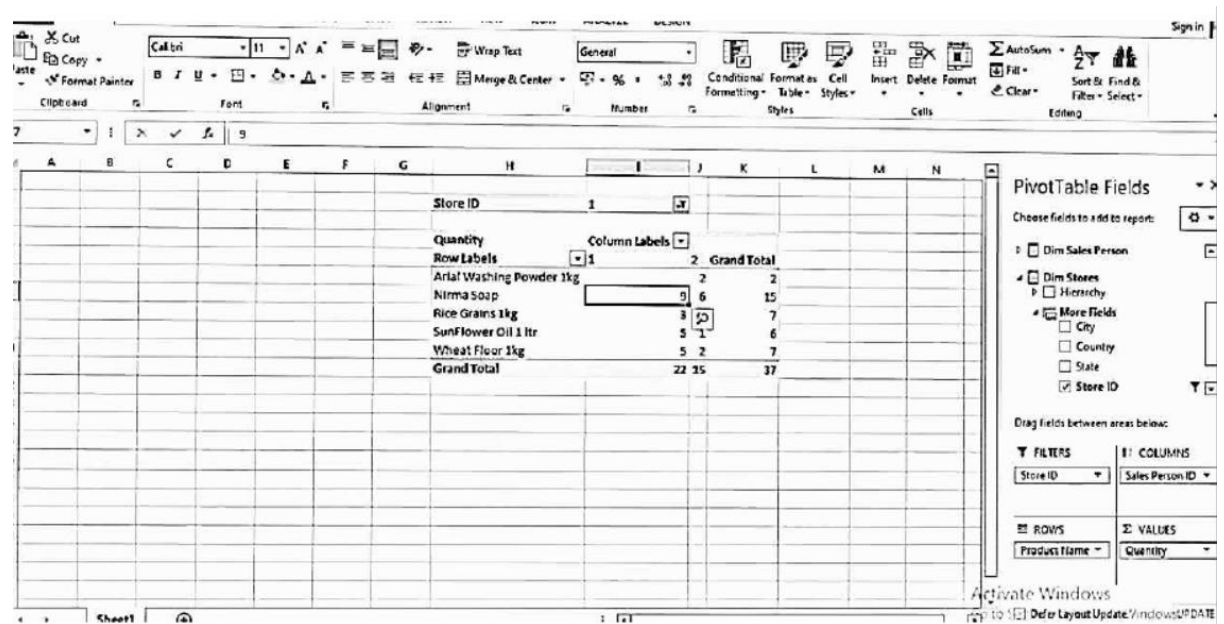 Sign in
Cut
Copy
Format Painter
Clipboard
Calibri 11
B I U
Font
Wrap Text
Merge & Center
Alignment
General
%
Number
Conditional Formatting
Format as Table
Cell Styles
Styles
Insert Delete Format
Cells
AutoSum
Fill
Clear
Sort & Filter
Find & Select
Editing
7
fx 9
A B C D E F G H I J K L M N
Store ID 1
Quantity Column Labels
Row Labels 1 2 Grand Total
Arial Washing Powder 1kg 2 2
Nirma Soap 9 6 15
Rice Grains 1kg 3 7
SunFlower Oil 1 ltr 5 1 6
Wheat Floor 1kg 5 2 7
Grand Total 22 15 37
PivotTable Fields
Choose fields to add to report:
Dim Sales Person
Dim Stores
Hierarchy
More Fields
City
Country
State
Store ID
Drag fields between areas below:
FILTERS
Store ID
COLUMNS
Sales Person ID
ROWS
Product Name
Σ VALUES
Quantity
Activate Windows
Defer Layout Update
UPDATE
Sheet1